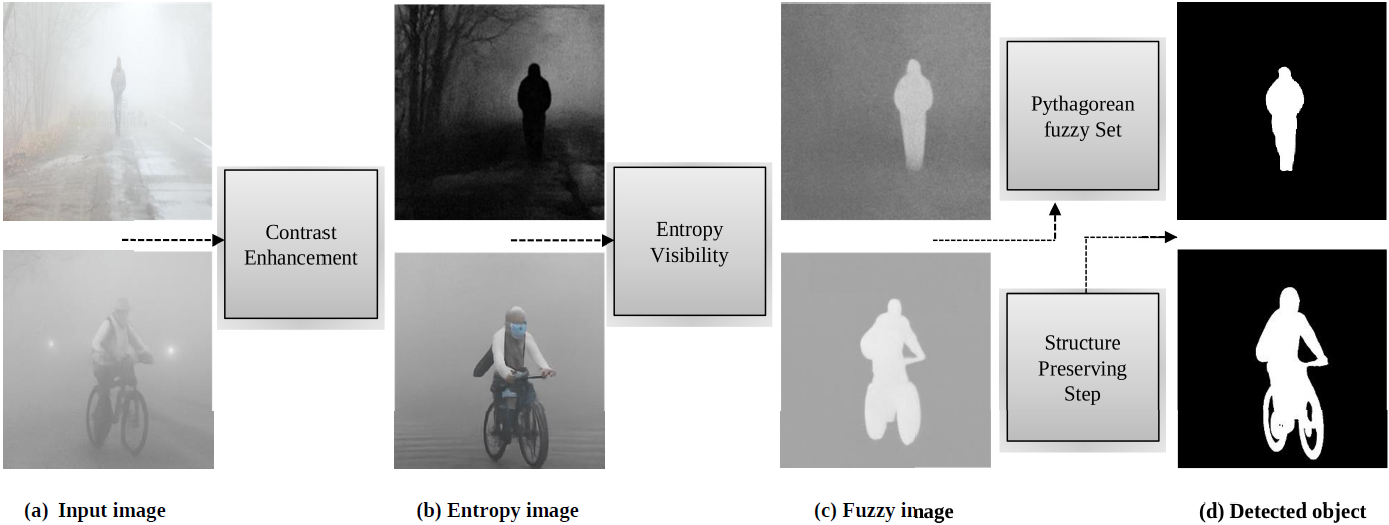 Contrast
Enhancement
Entropy
Visibility
Pythagorean
fuzzy Set
Structure
Preserving
Step
(a) Input image
(b) Entropy image
(c) Fuzzy image
(d) Detected object